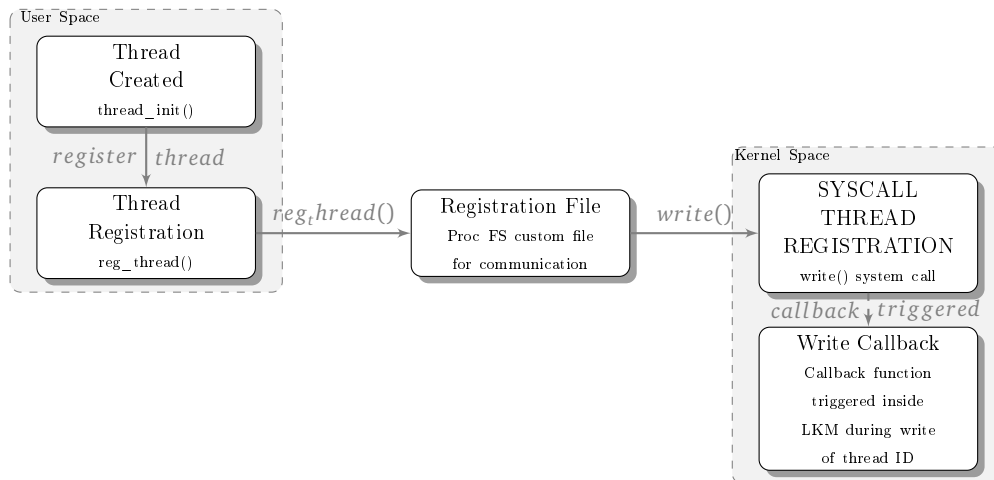 User Space
Thread
Created
thread_init()
register thread
Thread
Registration
reg_thread()
reg_thread()
Registration File
Proc FS custom file
for communication
write()
Kernel Space
SYSCALL
THREAD
REGISTRATION
write() system call
callback triggered
Write Callback
Callback function
triggered inside
LKM during write
of thread ID